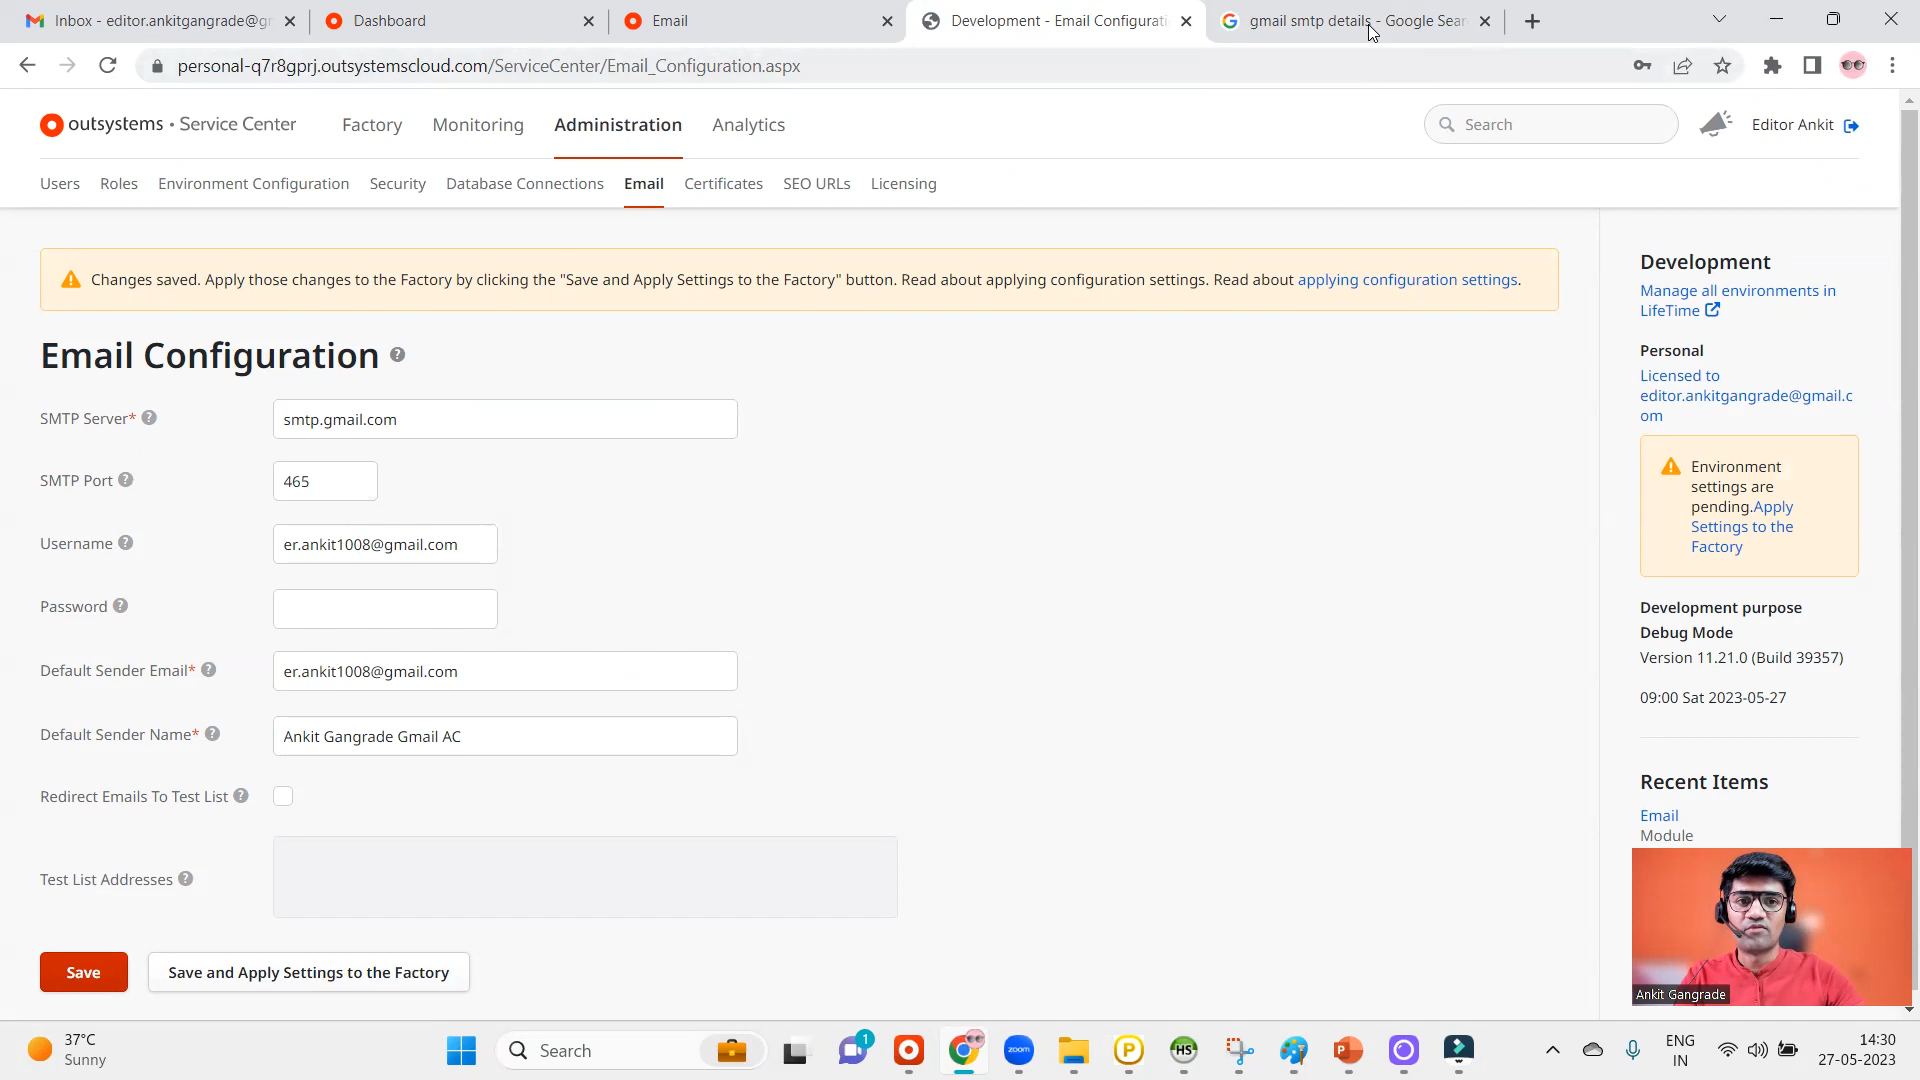 Inbox - editor.ankitgangrade@gm
Dashboard
Email
Development - Email Configurati
gmail smtp details - Google Sear
personal-q7r8gprj.outsystemscloud.com/ServiceCenter/Email_Configuration.aspx
outsystems • Service Center
Factory
Monitoring
Administration
Analytics
Search
Editor Ankit
Users
Roles
Environment Configuration
Security
Database Connections
Email
Certificates
SEO URLs
Licensing
Changes saved. Apply those changes to the Factory by clicking the "Save and Apply Settings to the Factory" button. Read about applying configuration settings. Read about applying configuration settings.
Email Configuration ?
SMTP Server* ?
smtp.gmail.com
SMTP Port ?
465
Username ?
er.ankit1008@gmail.com
Password ?
Default Sender Email* ?
er.ankit1008@gmail.com
Default Sender Name* ?
Ankit Gangrade Gmail AC
Redirect Emails To Test List ?
Test List Addresses ?
Save
Save and Apply Settings to the Factory
Development
Manage all environments in
LifeTime
Personal
Licensed to
editor.ankitgangrade@gmail.c
om
Environment
settings are
pending.Apply
Settings to the
Factory
Development purpose
Debug Mode
Version 11.21.0 (Build 39357)
09:00 Sat 2023-05-27
Recent Items
Email
Module
Ankit Gangrade
37°C
Sunny
Search
1
zoom
P
HS
P
ENG
IN
14:30
27-05-2023